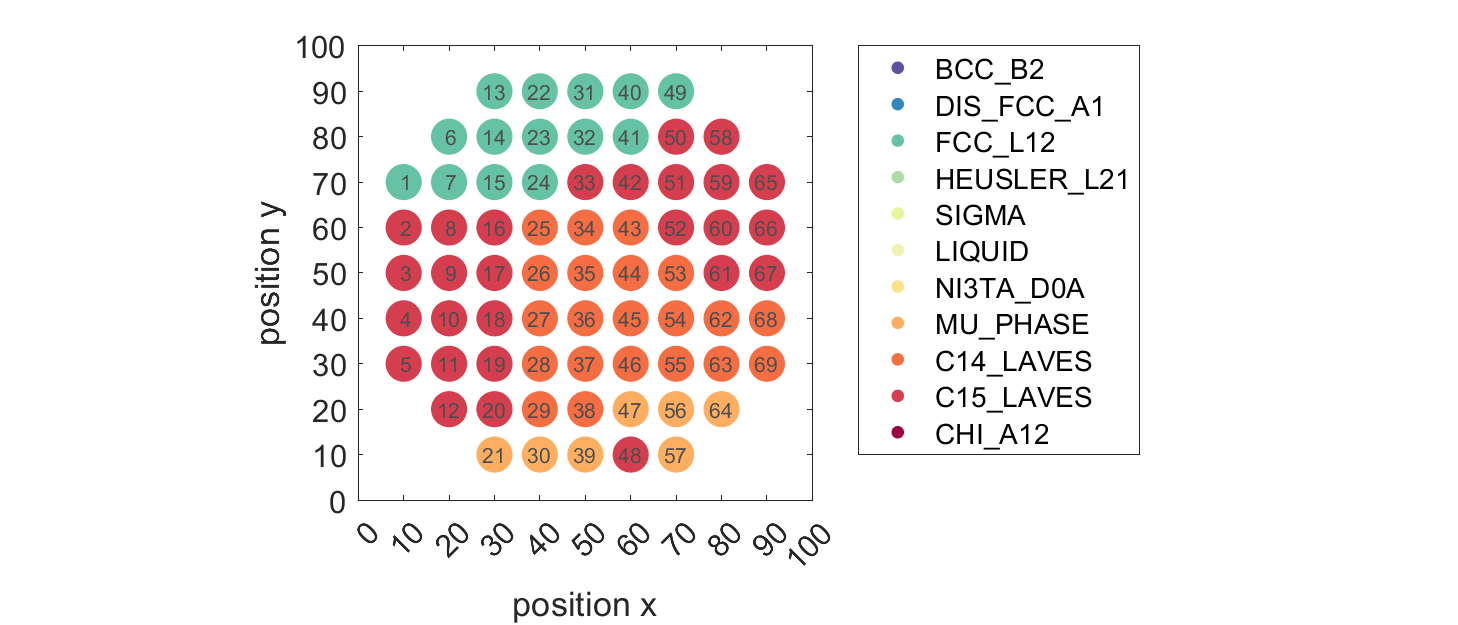 100
90 13 22 31 40 49
80 6 14 23 32 41 50 58
70 1 7 15 24 33 42 51 59 65
60 2 8 16 25 34 43 52 60 66
50 3 9 17 26 35 44 53 61 67
40 4 10 18 27 36 45 54 62 68
30 5 11 19 28 37 46 55 63 69
20 12 20 29 38 47 56 64
10 21 30 39 48 57
0
0 10 20 30 40 50 60 70 80 90 100
position x
position y
BCC_B2
DIS_FCC_A1
FCC_L12
HEUSLER_L21
SIGMA
LIQUID
NI3TA_D0A
MU_PHASE
C14_LAVES
C15_LAVES
CHI_A12